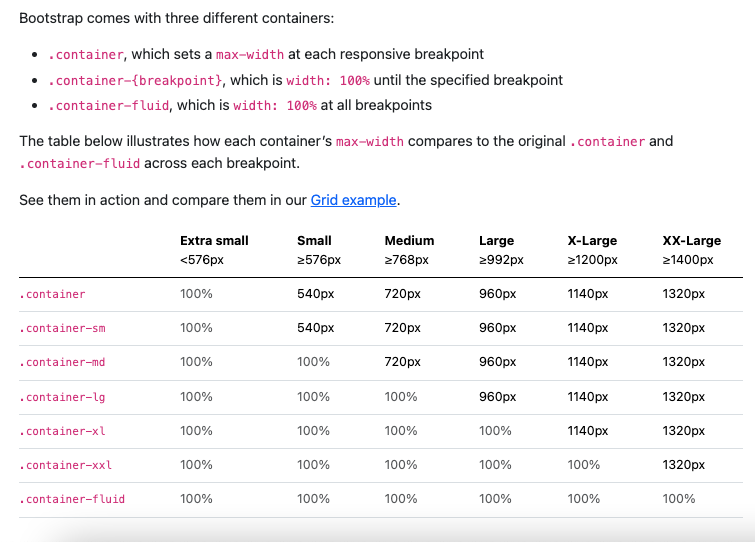 Bootstrap comes with three different containers:
• .container, which sets a max-width at each responsive breakpoint
• .container-{breakpoint}, which is width: 100% until the specified breakpoint
• .container-fluid, which is width: 100% at all breakpoints
The table below illustrates how each container’s max-width compares to the original .container and
.container-fluid across each breakpoint.
See them in action and compare them in our Grid example.
Extra small Small Medium Large X-Large XX-Large
<576px ≥576px ≥768px ≥992px ≥1200px ≥1400px
.container 100% 540px 720px 960px 1140px 1320px
.container-sm 100% 540px 720px 960px 1140px 1320px
.container-md 100% 100% 720px 960px 1140px 1320px
.container-lg 100% 100% 100% 960px 1140px 1320px
.container-xl 100% 100% 100% 100% 1140px 1320px
.container-xxl 100% 100% 100% 100% 100% 1320px
.container-fluid 100% 100% 100% 100% 100% 100%